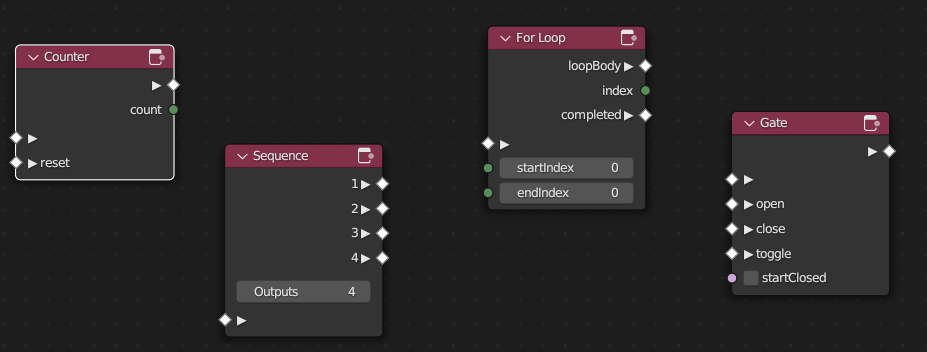 Counter
count
reset
Sequence
1
2
3
4
Outputs 4
For Loop
loopBody
index
completed
startIndex 0
endIndex 0
Gate
open
close
toggle
startClosed